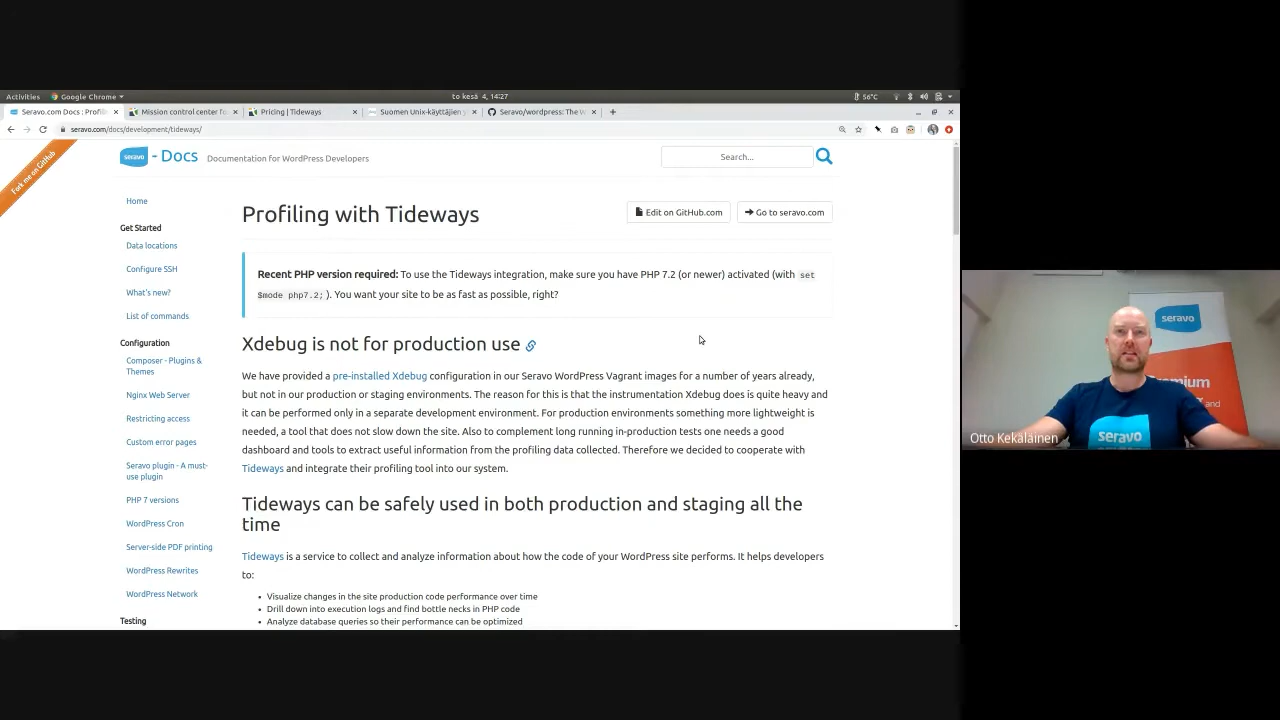 Activities Google Chrome to kesä 4, 14:27 56°C
Seravo.com Docs : Profili Mission control center fo Pricing | Tideways Suomen Unix-käyttäjien y Seravo/wordpress: The W
seravo.com/docs/development/tideways/
Fork me on GitHub
seravo - Docs Documentation for WordPress Developers Search...
Home
Get Started
Data locations
Configure SSH
What's new?
List of commands
Configuration
Composer - Plugins &
Themes
Nginx Web Server
Restricting access
Custom error pages
Seravo plugin - A must-
use plugin
PHP 7 versions
WordPress Cron
Server-side PDF printing
WordPress Rewrites
WordPress Network
Testing
Profiling with Tideways Edit on GitHub.com Go to seravo.com
Recent PHP version required: To use the Tideways integration, make sure you have PHP 7.2 (or newer) activated (with set
$mode php7.2; ). You want your site to be as fast as possible, right?
Xdebug is not for production use
We have provided a pre-installed Xdebug configuration in our Seravo WordPress Vagrant images for a number of years already,
but not in our production or staging environments. The reason for this is that the instrumentation Xdebug does is quite heavy and
it can be performed only in a separate development environment. For production environments something more lightweight is
needed, a tool that does not slow down the site. Also to complement long running in-production tests one needs a good
dashboard and tools to extract useful information from the profiling data collected. Therefore we decided to cooperate with
Tideways and integrate their profiling tool into our system.
Tideways can be safely used in both production and staging all the
time
Tideways is a service to collect and analyze information about how the code of your WordPress site performs. It helps developers
to:
• Visualize changes in the site production code performance over time
• Drill down into execution logs and find bottle necks in PHP code
• Analyze database queries so their performance can be optimized
seravo
and
seravo
Otto Kekäläinen